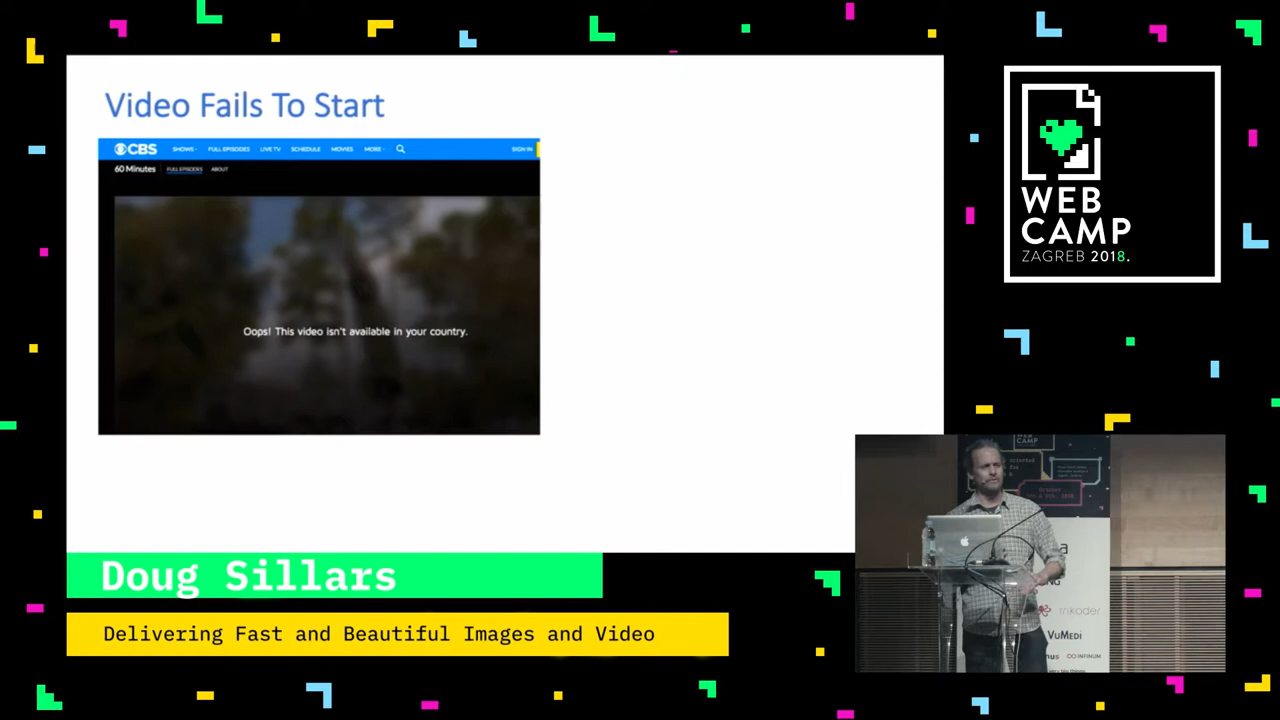 Video Fails To Start
CBS SHOWS FULL EPISODES LIVE TV SCHEDULE MOVIES MORE SIGN IN
60 Minutes FULL EPISODES ABOUT
Oops! This video isn't available in your country.
WEB
CAMP
ZAGREB 2018.
Doug Sillars
Delivering Fast and Beautiful Images and Video
WEB
CAMP
trikoder
VuMedi
INFINUM